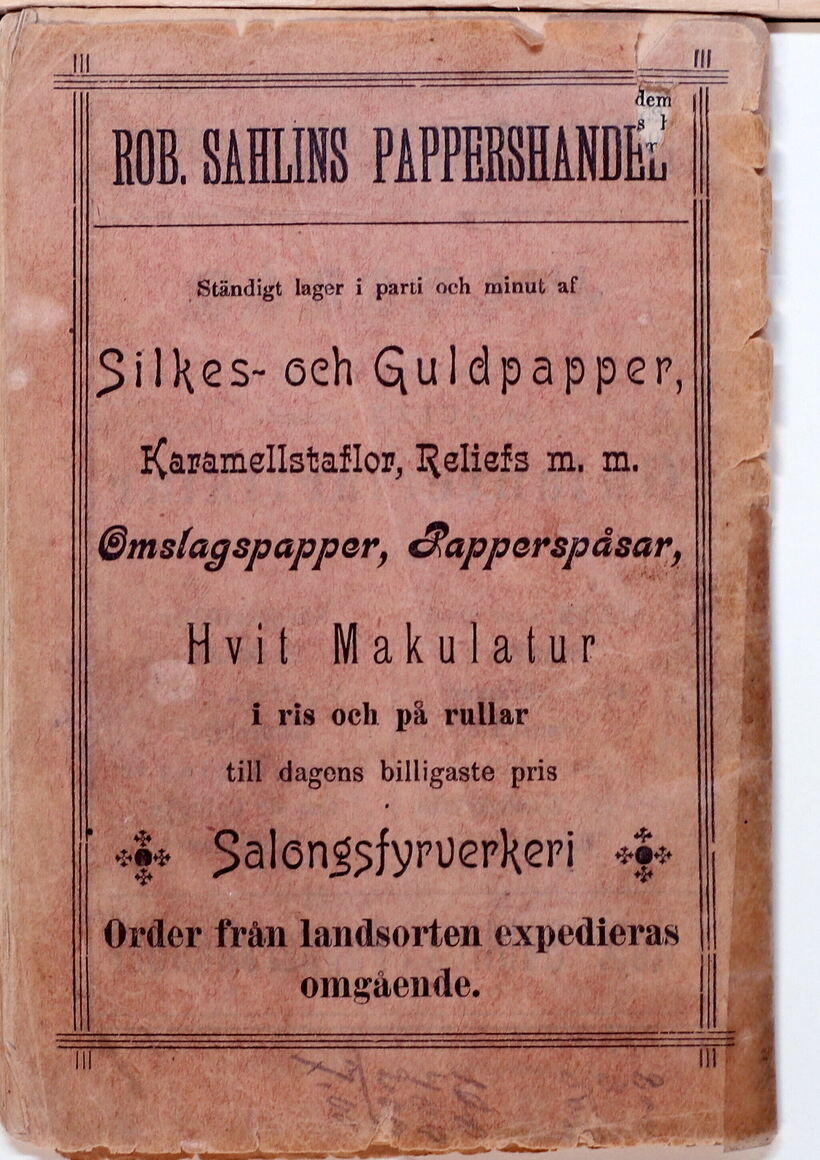 dem
s
ROB. SAHLINS PAPPERSHANDEL
Ständigt lager i parti och minut af
Silkes- och Guldpapper,
Karamellstaflor, Reliefs m. m.
Omslagspapper, Papperspåsar,
Hvit Makulatur
i ris och på rullar
till dagens billigaste pris
Salongsfyrverkeri
Order från landsorten expedieras
omgående.